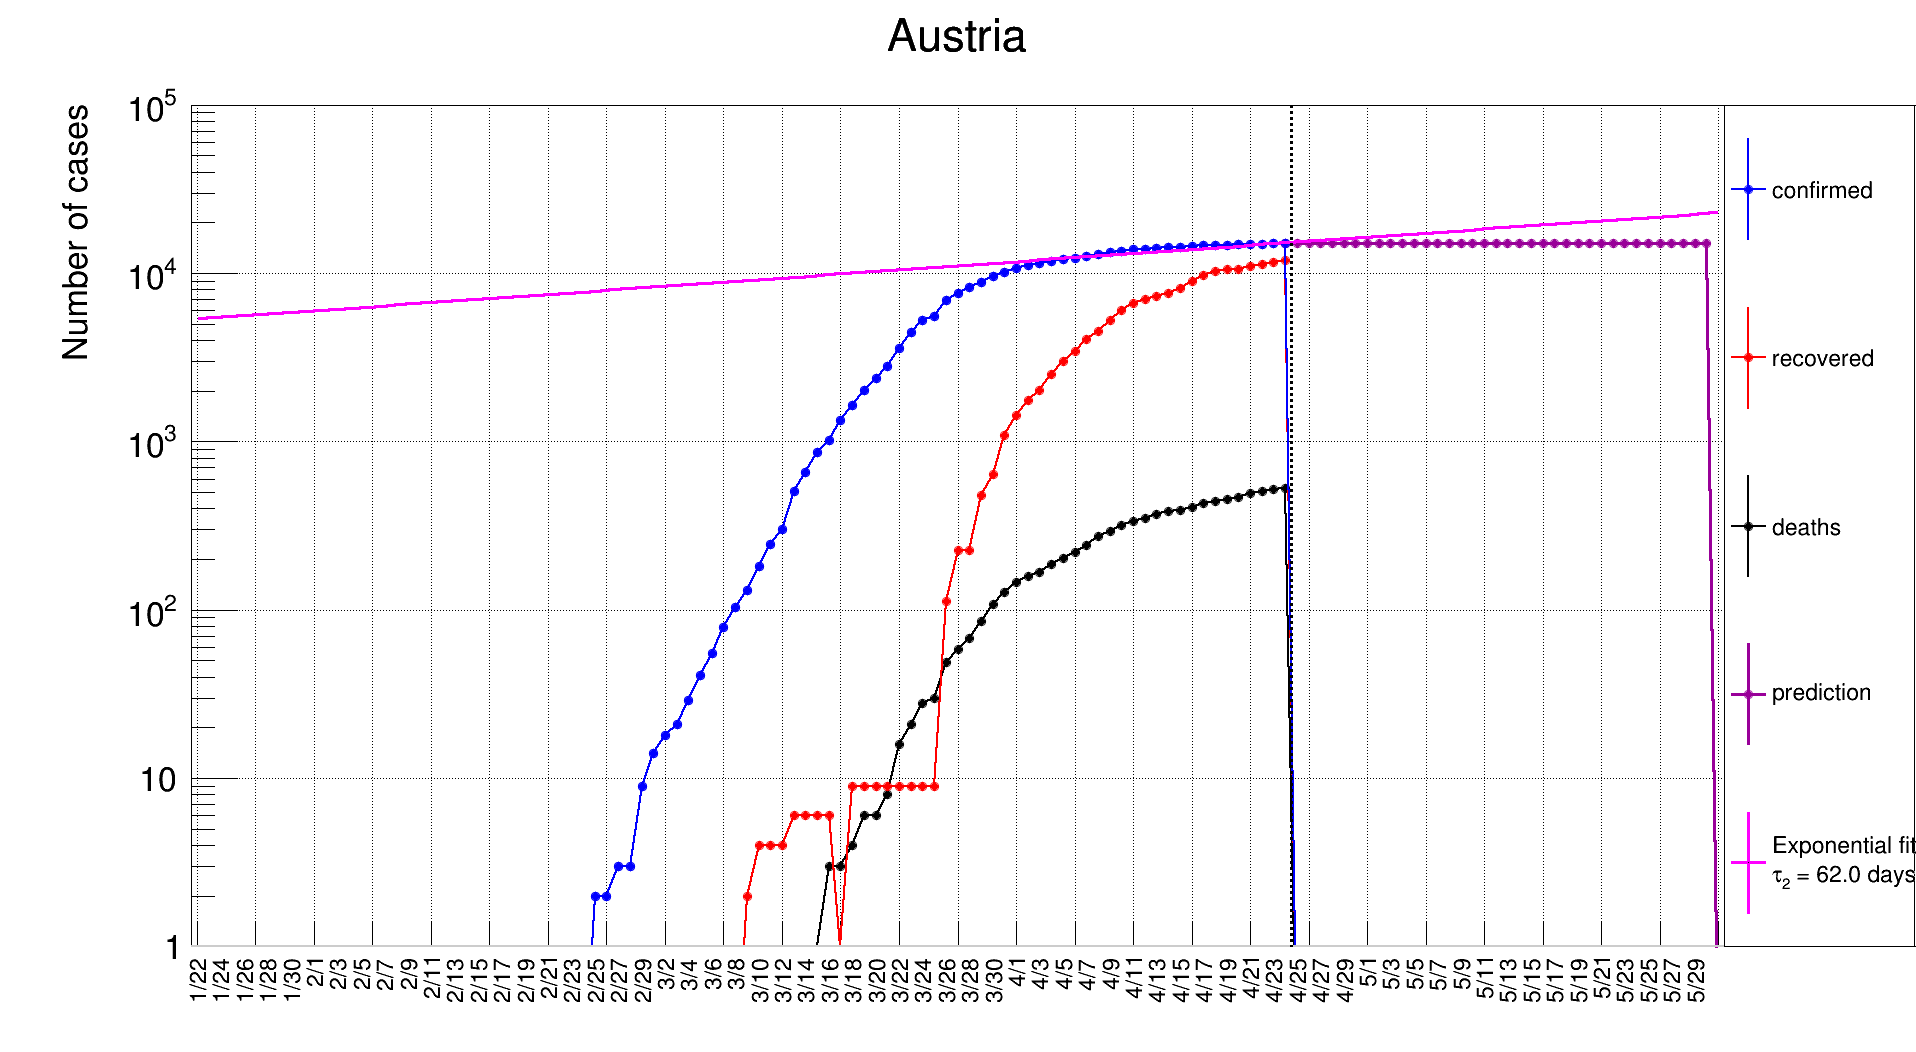 Austria
Number of cases
10^5
10^4
10^3
10^2
10
1
1/22 1/24 1/26 1/28 1/30 2/1 2/3 2/5 2/7 2/9 2/11 2/13 2/15 2/17 2/19 2/21 2/23 2/25 2/27 2/29 3/2 3/4 3/6 3/8 3/10 3/12 3/14 3/16 3/18 3/20 3/22 3/24 3/26 3/28 3/30 4/1 4/3 4/5 4/7 4/9 4/11 4/13 4/15 4/17 4/19 4/21 4/23 4/25 4/27 4/29 5/1 5/3 5/5 5/7 5/9 5/11 5/13 5/15 5/17 5/19 5/21 5/23 5/25 5/27 5/29
confirmed
recovered
deaths
prediction
Exponential fit
τ₂ = 62.0 days